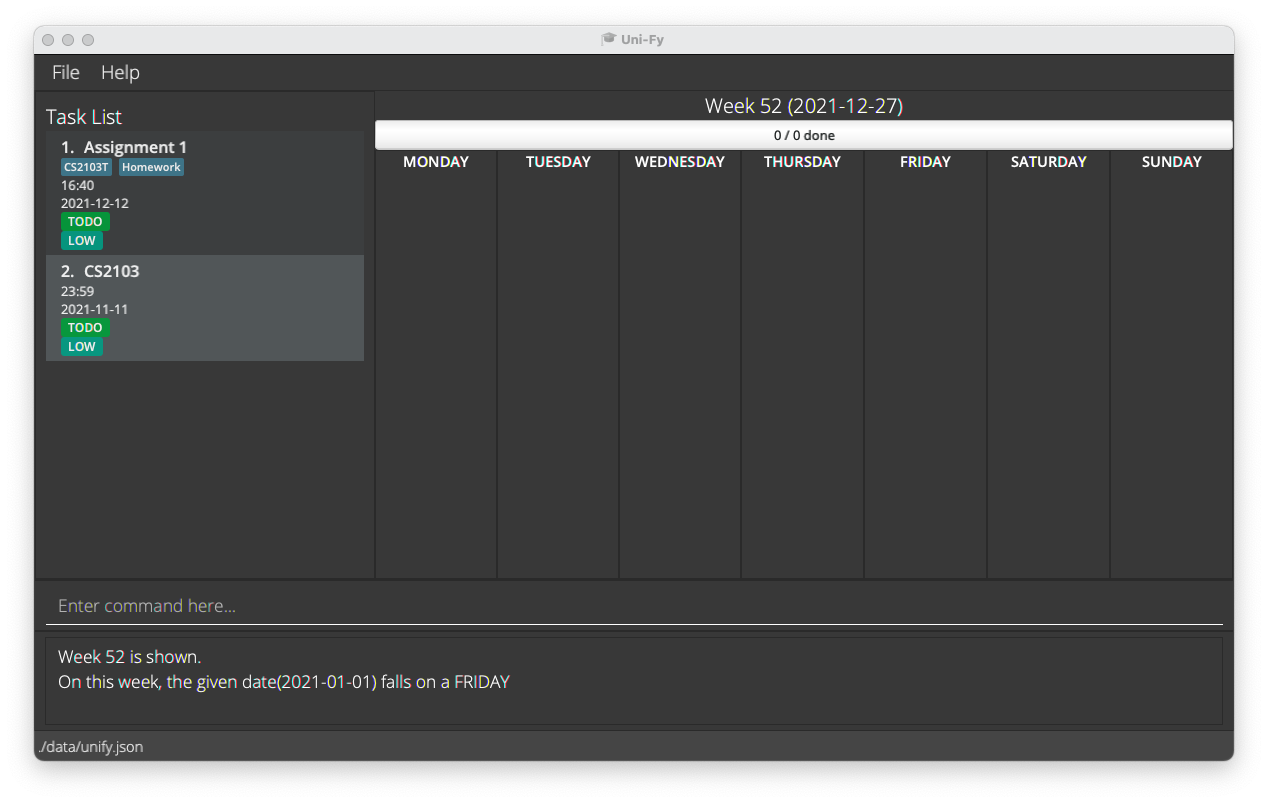 Uni-Fy
File Help
Task List
1. Assignment 1
CS2103T Homework
16:40
2021-12-12
TODO
LOW
2. CS2103
23:59
2021-11-11
TODO
LOW
Week 52 (2021-12-27)
0 / 0 done
MONDAY TUESDAY WEDNESDAY THURSDAY FRIDAY SATURDAY SUNDAY
Enter command here...
Week 52 is shown.
On this week, the given date(2021-01-01) falls on a FRIDAY
./data/unify.json